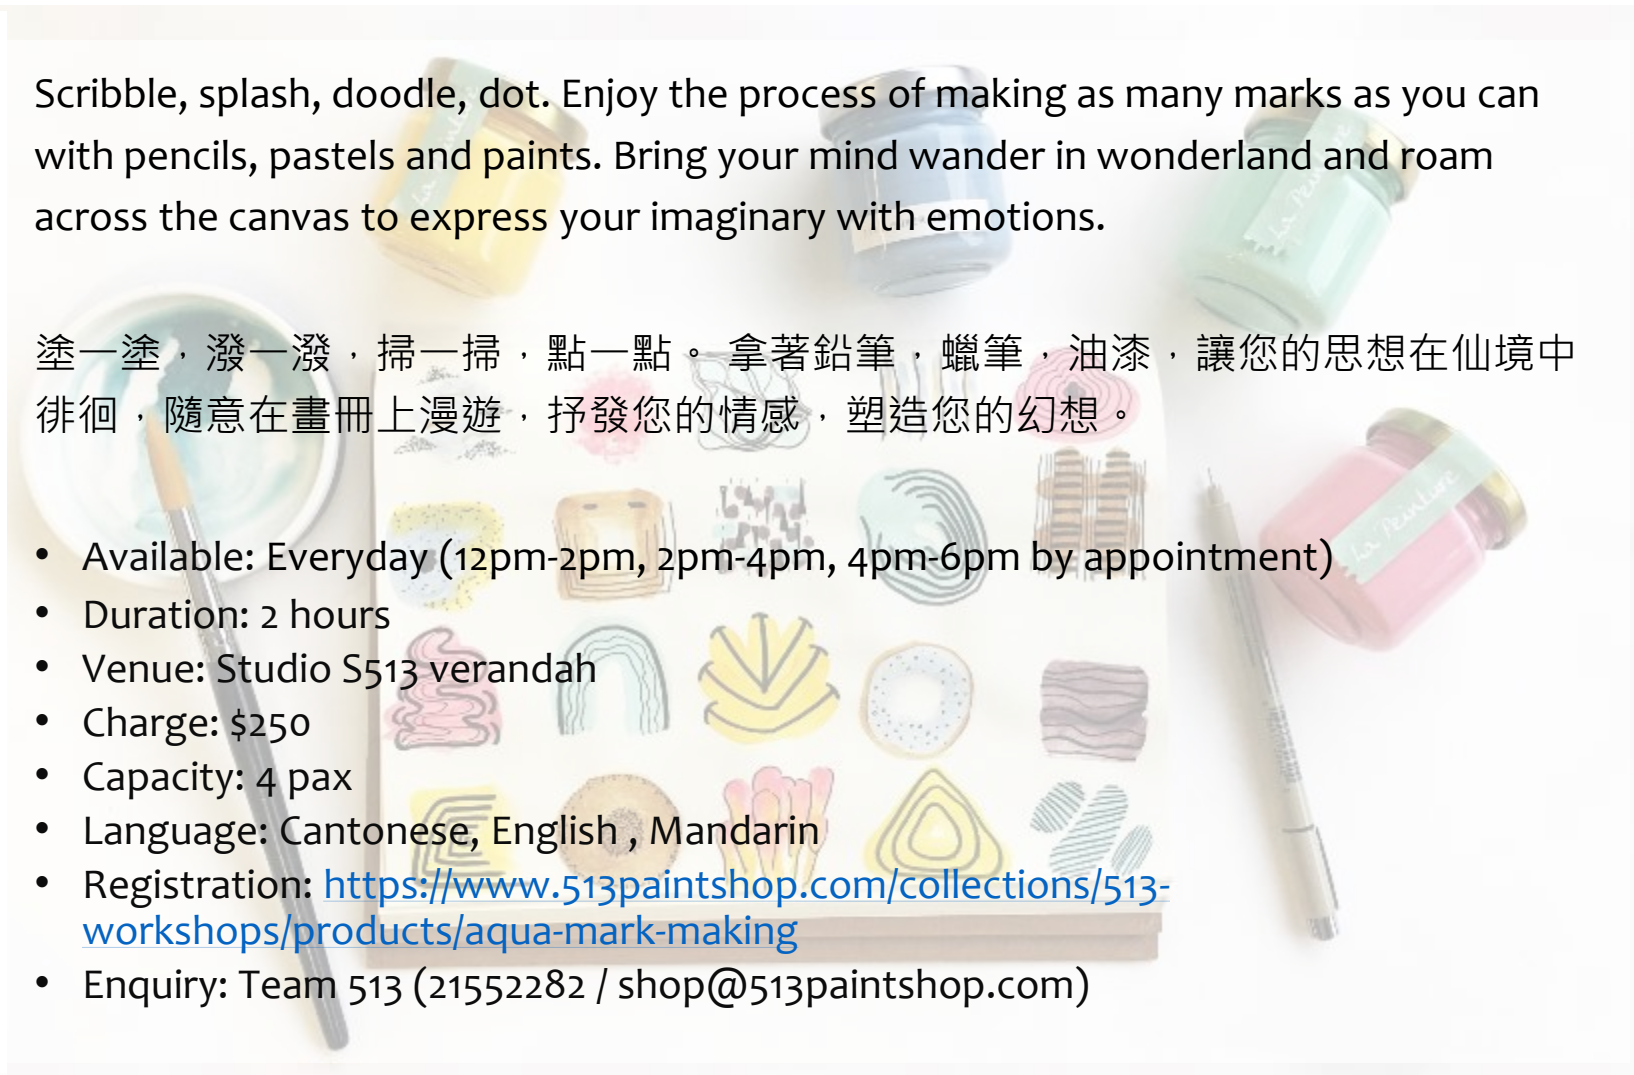 Scribble, splash, doodle, dot. Enjoy the process of making as many marks as you can
with pencils, pastels and paints. Bring your mind wander in wonderland and roam
across the canvas to express your imaginary with emotions.
塗一塗，潑一潑，掃一掃，點一點。 拿著鉛筆，蠟筆，油漆，讓您的思想在仙境中
徘徊，隨意在畫冊上漫遊，抒發您的情感，塑造您的幻想。
• Available: Everyday (12pm-2pm, 2pm-4pm, 4pm-6pm by appointment)
• Duration: 2 hours
• Venue: Studio S513 verandah
• Charge: $250
• Capacity: 4 pax
• Language: Cantonese, English , Mandarin
• Registration: https://www.513paintshop.com/collections/513-
workshops/products/aqua-mark-making
• Enquiry: Team 513 (21552282 / shop@513paintshop.com)
La Peinture